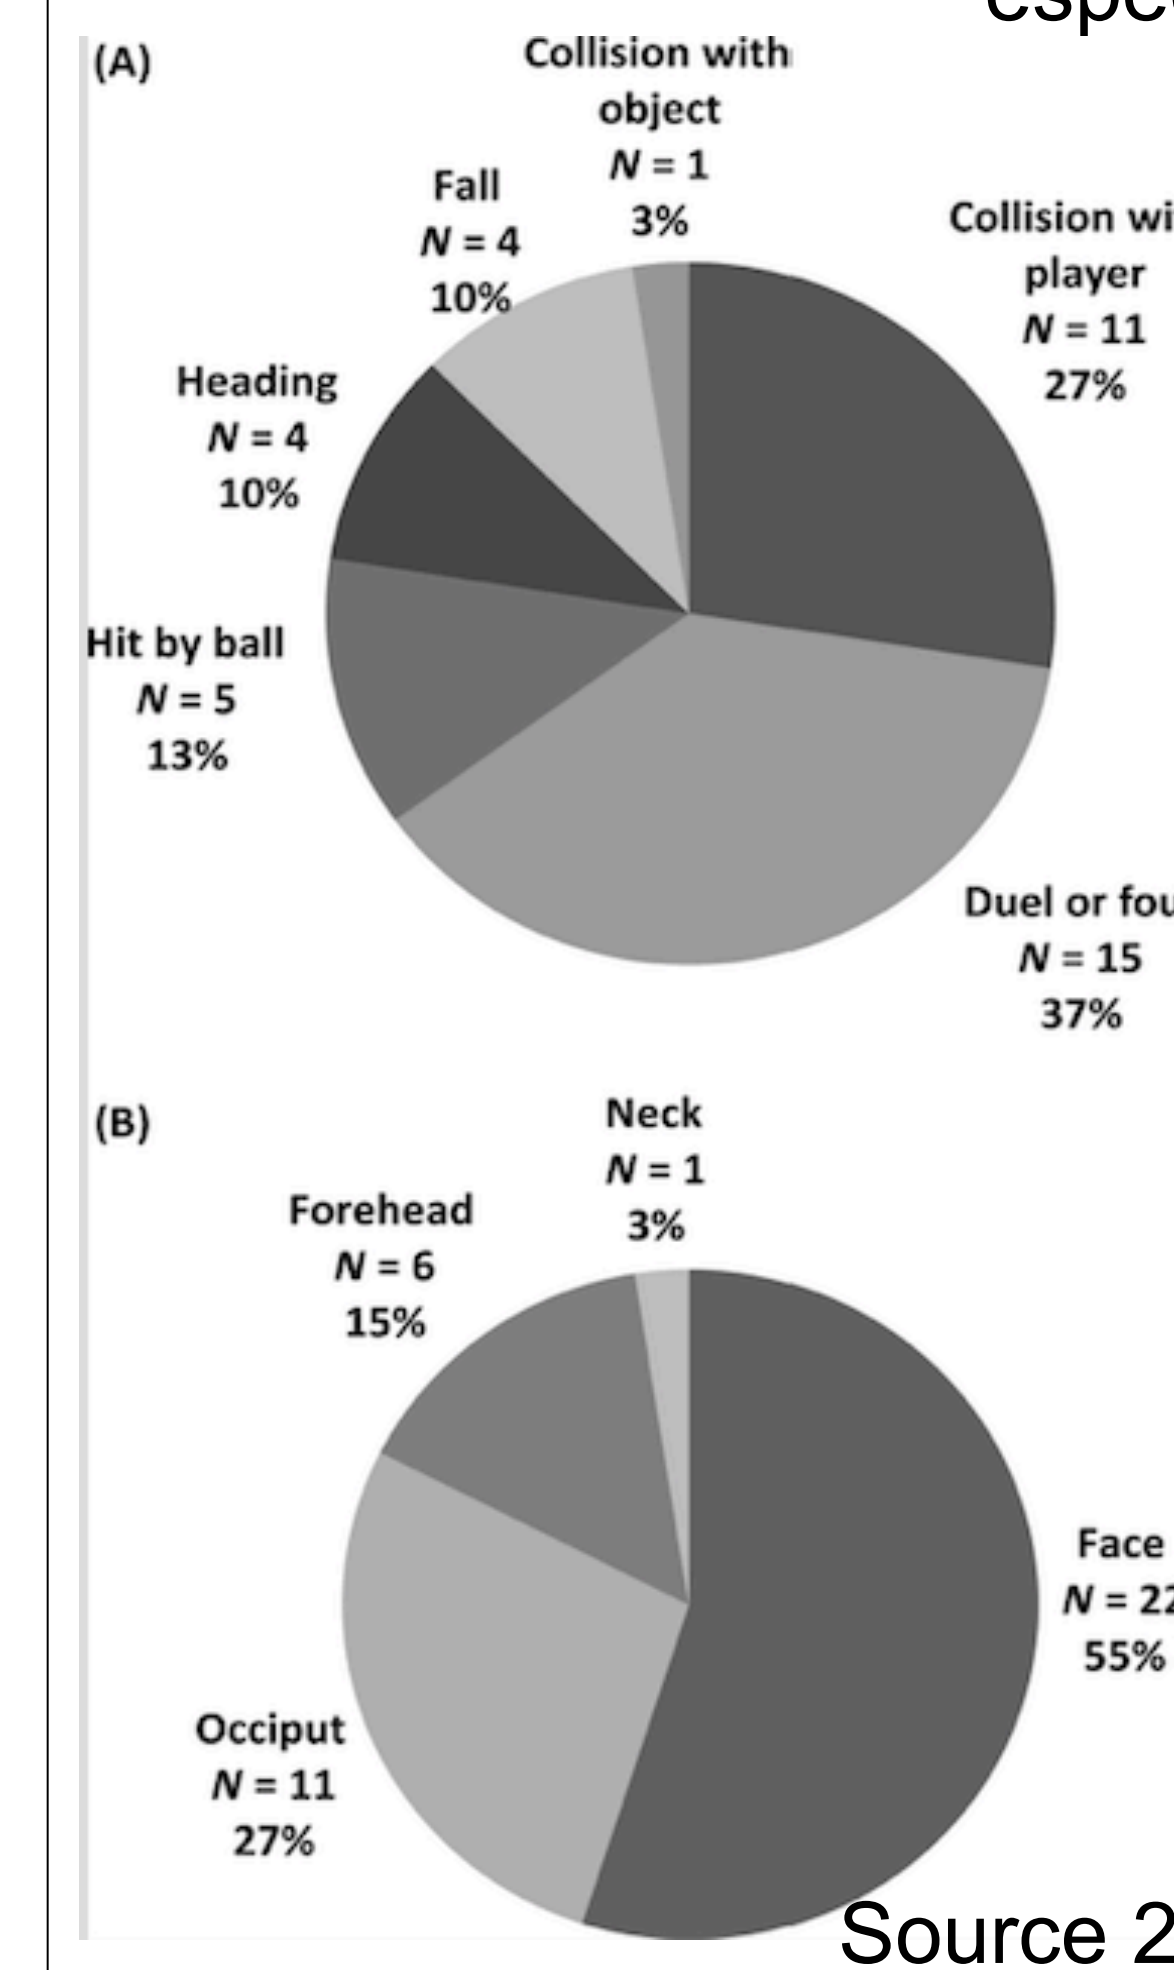 (A)
Collision with
object
N = 1
3%
Fall
N = 4
10%
Collision wi
player
N = 11
27%
Heading
N = 4
10%
Hit by ball
N = 5
13%
Duel or fou
N = 15
37%
(B)
Neck
N = 1
3%
Forehead
N = 6
15%
Face
N = 22
55%
Occiput
N = 11
27%
Source 2